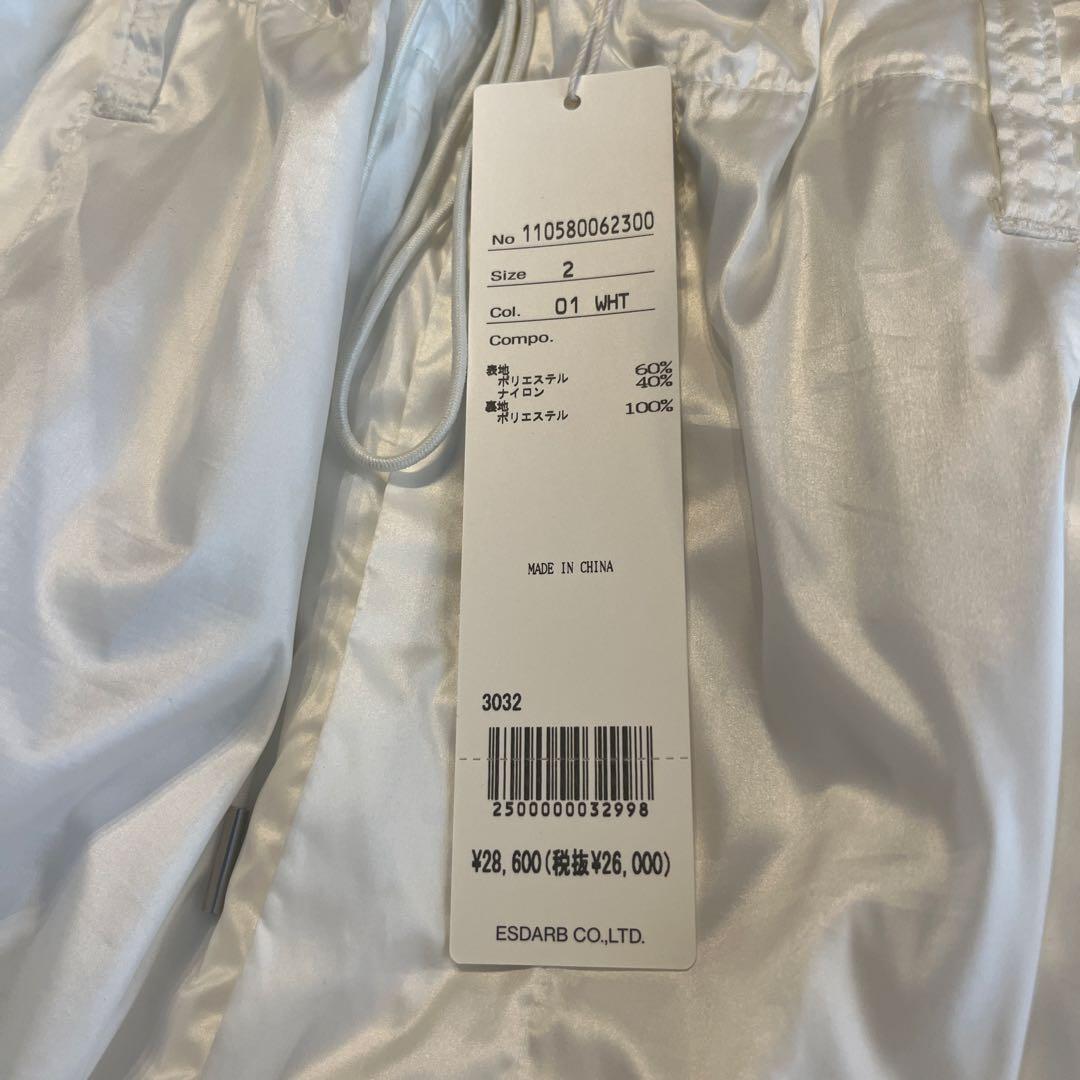 No 110580062300
Size 2
Col. 01 WHT
Compo.
表地 60%
ポリエステル 40%
ナイロン
裏地 100%
ポリエステル
MADE IN CHINA
3032
2500000032998
¥28,600(税抜¥26,000)
ESDARB CO.,LTD.